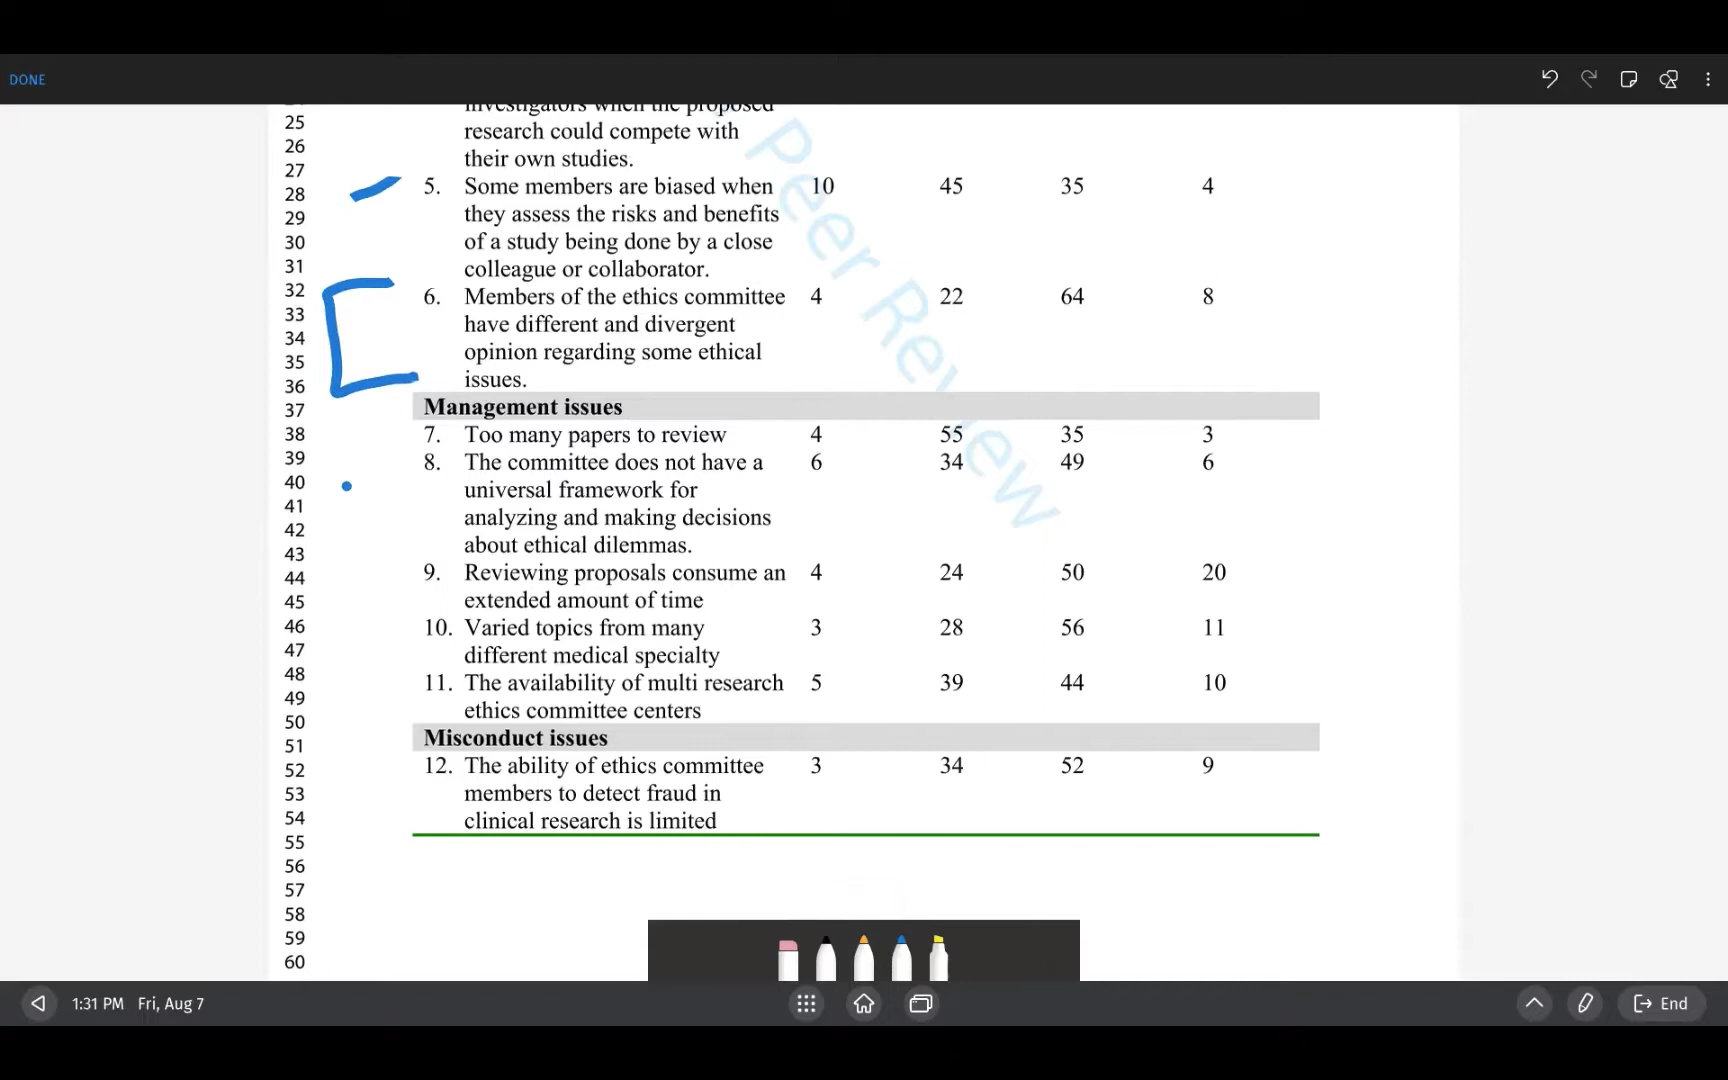 DONE
investigators when the proposed
25
research could compete with
26
their own studies.
27
28 5. Some members are biased when 10 45 35 4
29 they assess the risks and benefits
30 of a study being done by a close
31 colleague or collaborator.
32 6. Members of the ethics committee 4 22 64 8
33 have different and divergent
34 opinion regarding some ethical
35 issues.
36
37 Management issues
38 7. Too many papers to review 4 55 35 3
39 8. The committee does not have a 6 34 49 6
40 universal framework for
41 analyzing and making decisions
42 about ethical dilemmas.
43
44 9. Reviewing proposals consume an 4 24 50 20
45 extended amount of time
46 10. Varied topics from many 3 28 56 11
47 different medical specialty
48 11. The availability of multi research 5 39 44 10
49 ethics committee centers
50
51 Misconduct issues
52 12. The ability of ethics committee 3 34 52 9
53 members to detect fraud in
54 clinical research is limited
55
56
57
58
59
60
Peer Review
1:31 PM Fri, Aug 7 End